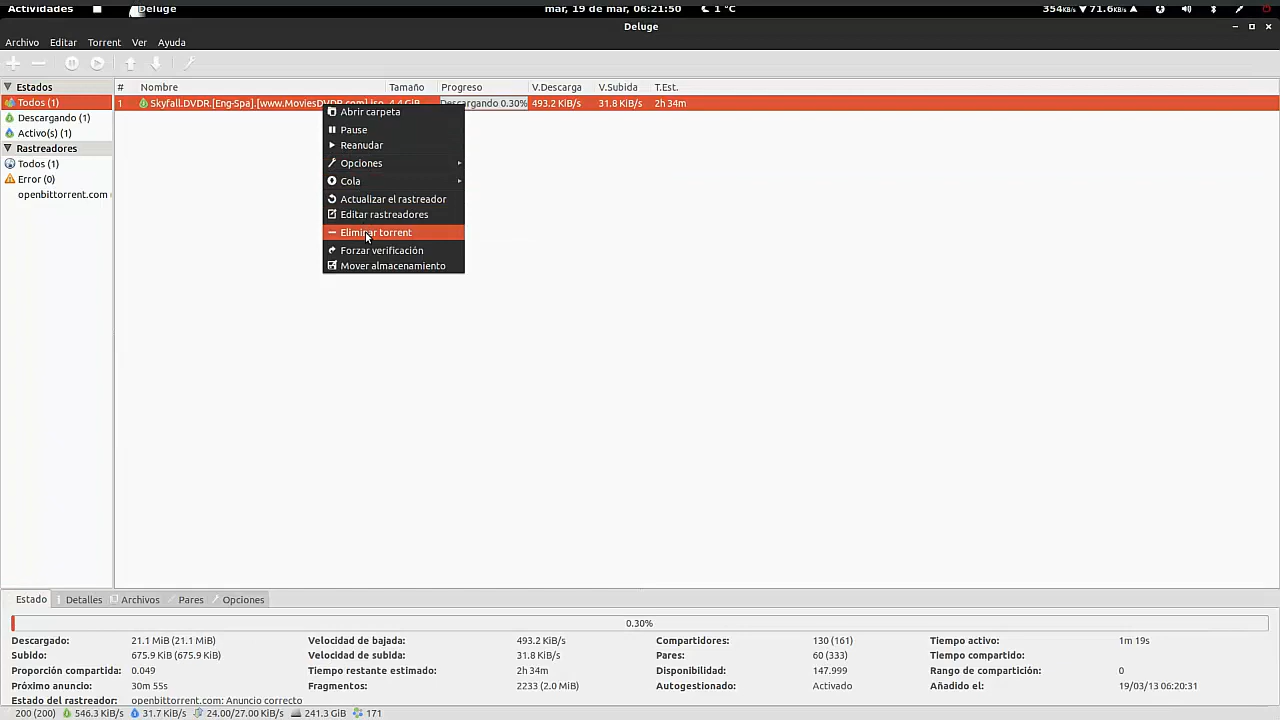 Actividades Deluge mar, 19 de mar, 06:21:50 1 °C 354KB/s 71.6KB/s
Deluge
Archivo Editar Torrent Ver Ayuda
Estados # Nombre Tamaño Progreso V.Descarga V.Subida T.Est.
Todos (1) 1 Skyfall.DVDR.[Eng-Spa].[www.MoviesDVDR.com].iso 4.4 GiB Descargando 0.30% 493.2 KiB/s 31.8 KiB/s 2h 34m
Descargando (1)
Activo(s) (1)
Rastreadores
Todos (1)
Error (0)
openbittorrent.com
Abrir carpeta
Pause
Reanudar
Opciones
Cola
Actualizar el rastreador
Editar rastreadores
Eliminar torrent
Forzar verificación
Mover almacenamiento
Estado Detalles Archivos Pares Opciones
0.30%
Descargado: 21.1 MiB (21.1 MiB) Velocidad de bajada: 493.2 KiB/s Compartidores: 130 (161) Tiempo activo: 1m 19s
Subido: 675.9 KiB (675.9 KiB) Velocidad de subida: 31.8 KiB/s Pares: 60 (333) Tiempo compartido:
Proporción compartida: 0.049 Tiempo restante estimado: 2h 34m Disponibilidad: 147.999 Rango de compartición: 0
Próximo anuncio: 30m 55s Fragmentos: 2233 (2.0 MiB) Autogestionado: Activado Añadido el: 19/03/13 06:20:31
Estado del rastreador: openbittorrent.com: Anuncio correcto
200 (200) 546.3 KiB/s 31.7 KiB/s 24.00/27.00 KiB/s 241.3 GiB 171